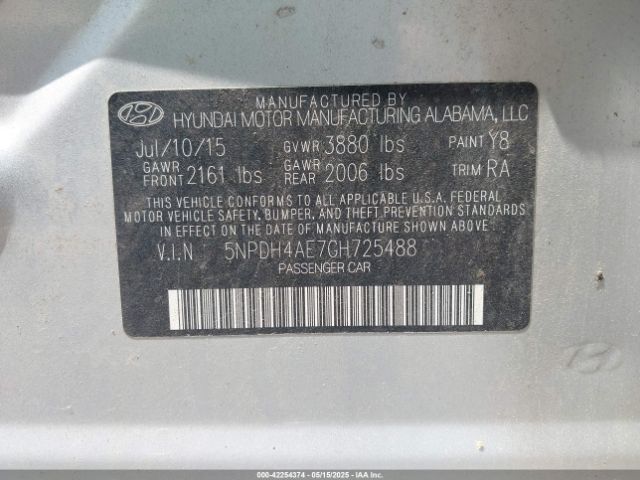 MANUFACTURED BY
HYUNDAI MOTOR MANUFACTURING ALABAMA, LLC
Jul/10/15 GVWR 3880 lbs PAINT Y8
GAWR FRONT 2161 lbs GAWR REAR 2006 lbs TRIM RA
THIS VEHICLE CONFORMS TO ALL APPLICABLE U.S.A. FEDERAL
MOTOR VEHICLE SAFETY, BUMPER, AND THEFT PREVENTION STANDARDS
IN EFFECT ON THE DATE OF MANUFACTURE SHOWN ABOVE.
V.I.N 5NPDH4AE7GH725488
PASSENGER CAR
000-42254374 - 05/15/2025 - IAAI, Inc.